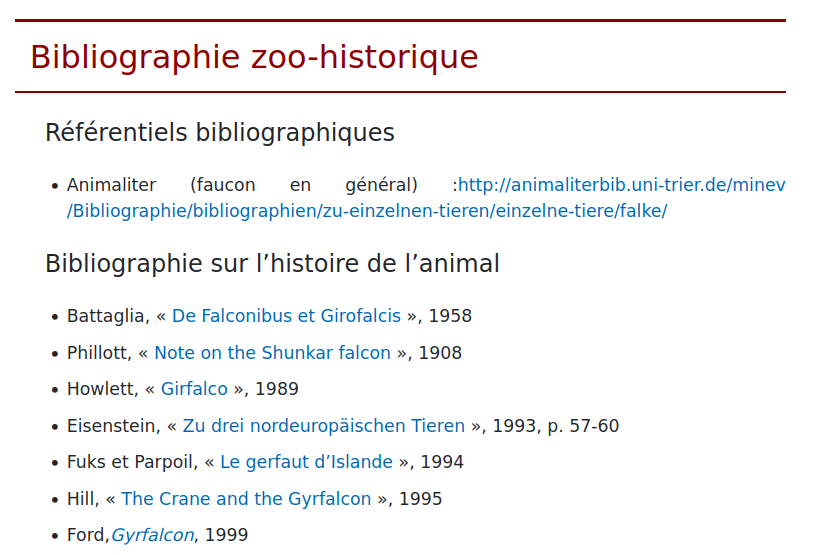 Bibliographie zoo-historique
Référentiels bibliographiques
• Animaliter (faucon en général) :http://animaliterbib.uni-trier.de/minev
/Bibliographie/bibliographien/zu-einzelnen-tieren/einzelne-tiere/falke/
Bibliographie sur l’histoire de l’animal
• Battaglia, « De Falconibus et Girofalcis », 1958
• Phillott, « Note on the Shunkar falcon », 1908
• Howlett, « Girfalco », 1989
• Eisenstein, « Zu drei nordeuropäischen Tieren », 1993, p. 57-60
• Fuks et Parpoil, « Le gerfaut d’Islande », 1994
• Hill, « The Crane and the Gyrfalcon », 1995
• Ford,Gyrfalcon, 1999